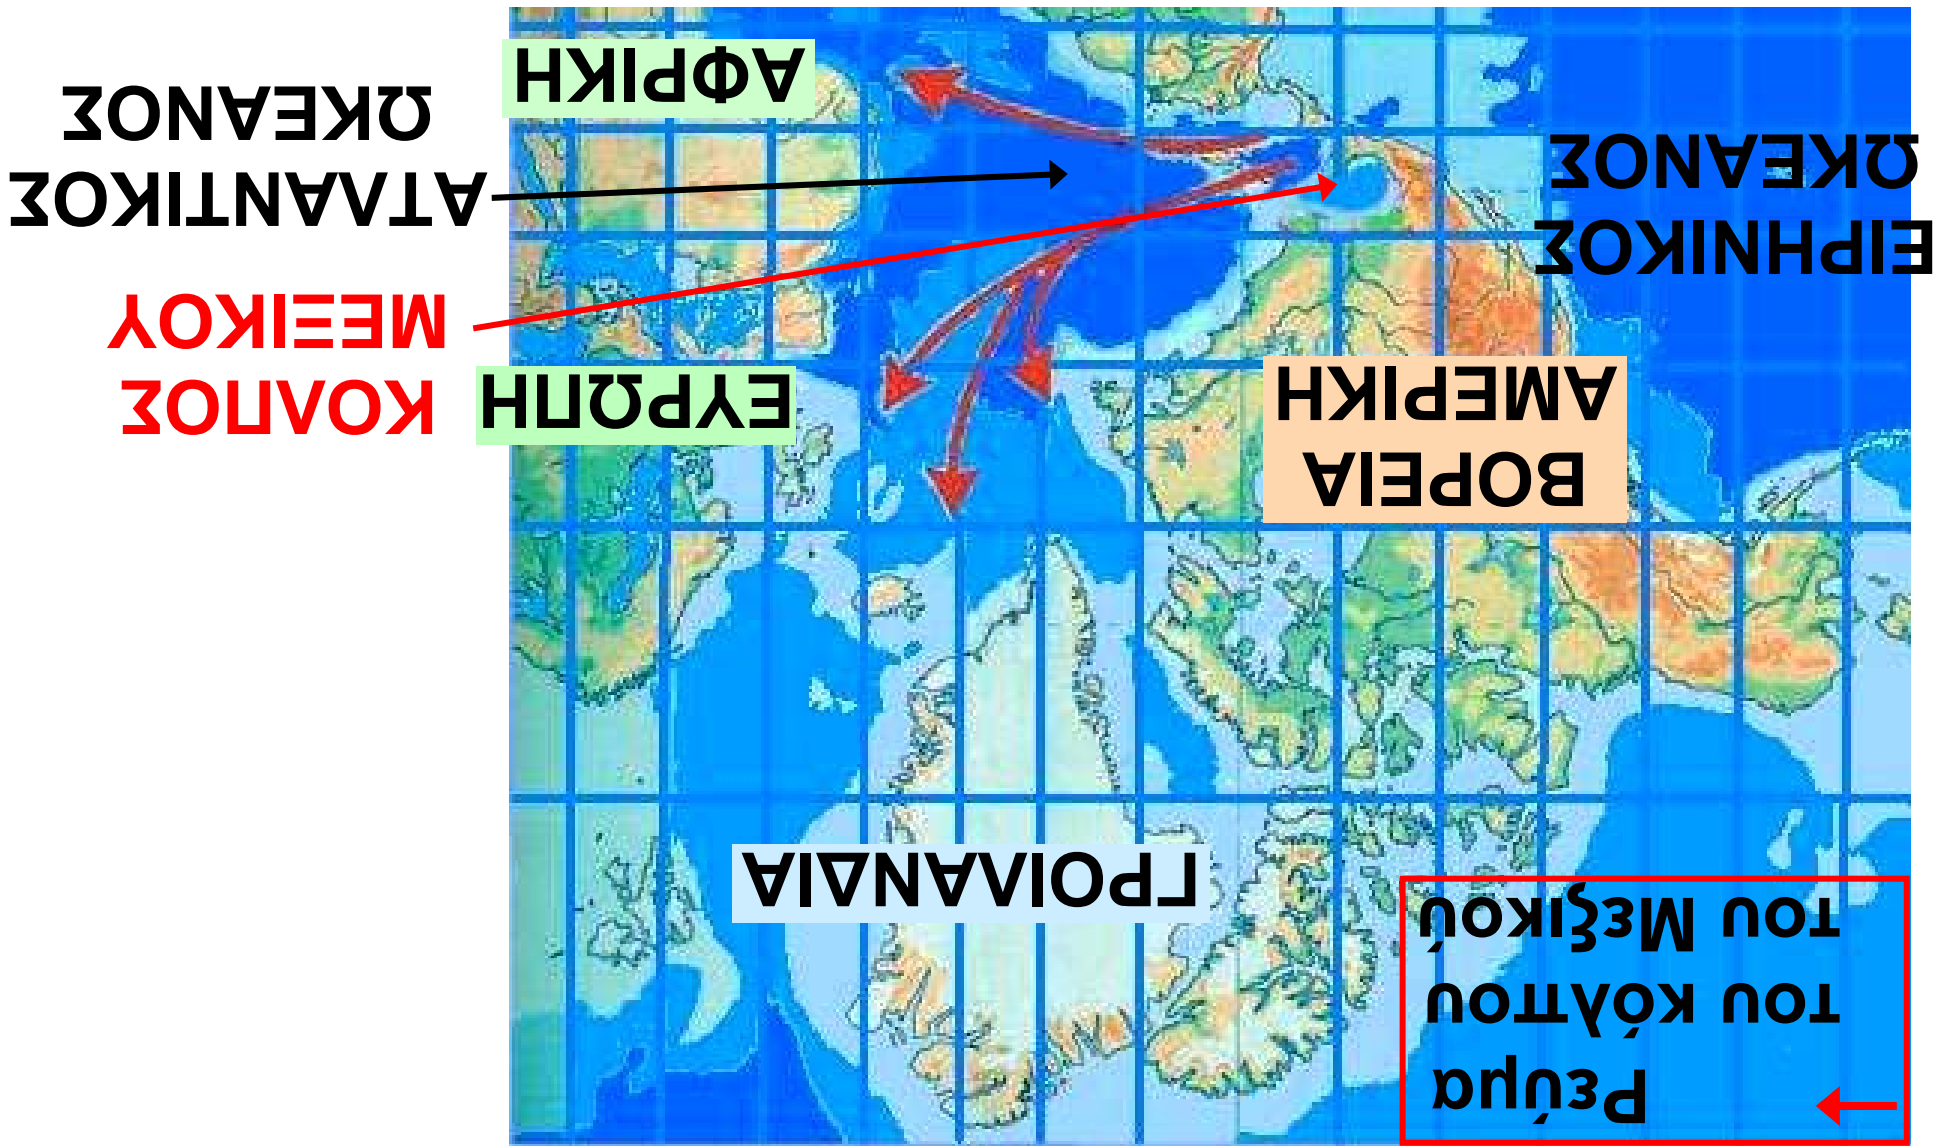 Ρεύμα
του κόλπου
του Μεξικού
ΓΡΟΙΛΑΝΔΙΑ
ΒΟΡΕΙΑ
ΑΜΕΡΙΚΗ
ΕΥΡΩΠΗ
ΚΟΛΠΟΣ
ΜΕΞΙΚΟΥ
ΕΙΡΗΝΙΚΟΣ
ΩΚΕΑΝΟΣ
ΑΤΛΑΝΤΙΚΟΣ
ΩΚΕΑΝΟΣ
ΑΦΡΙΚΗ